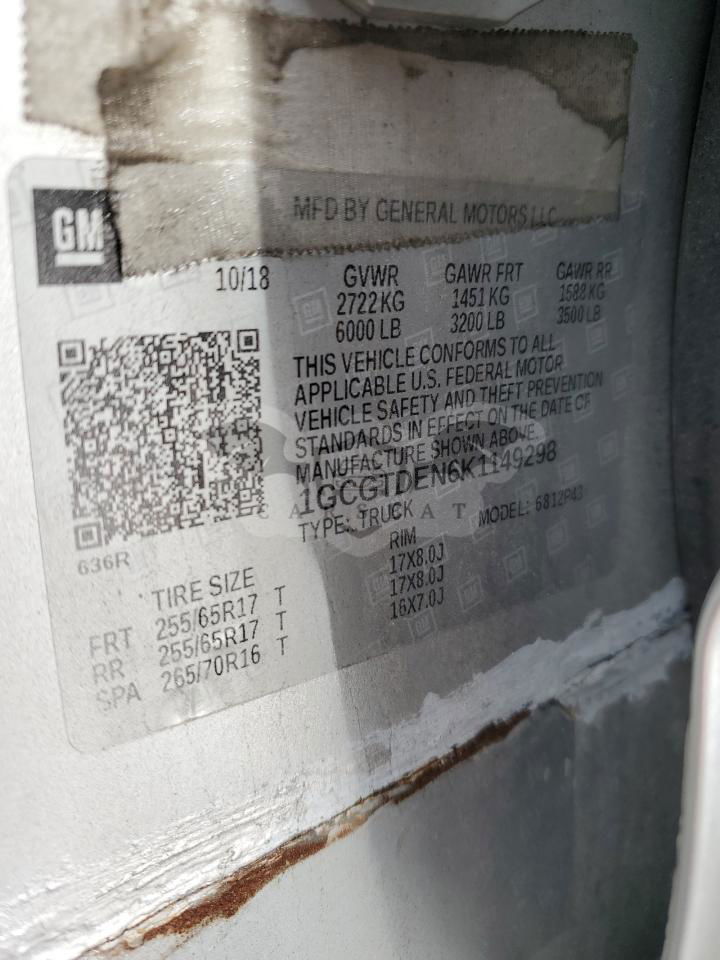 GM
MFD BY GENERAL MOTORS LLC
10/18 GVWR GAWR FRT GAWR RR
2722 KG 1451 KG 1588 KG
6000 LB 3200 LB 3500 LB
THIS VEHICLE CONFORMS TO ALL
APPLICABLE U.S. FEDERAL MOTOR
VEHICLE SAFETY AND THEFT PREVENTION
STANDARDS IN EFFECT ON THE DATE OF
MANUFACTURE SHOWN ABOVE.
1GCGTDEN6K1149298
TYPE: TRUCK MODEL: 6812P43
636R
TIRE SIZE RIM
FRT 255/65R17 T 17X8.0J
RR 255/65R17 T 17X8.0J
SPA 265/70R16 T 16X7.0J